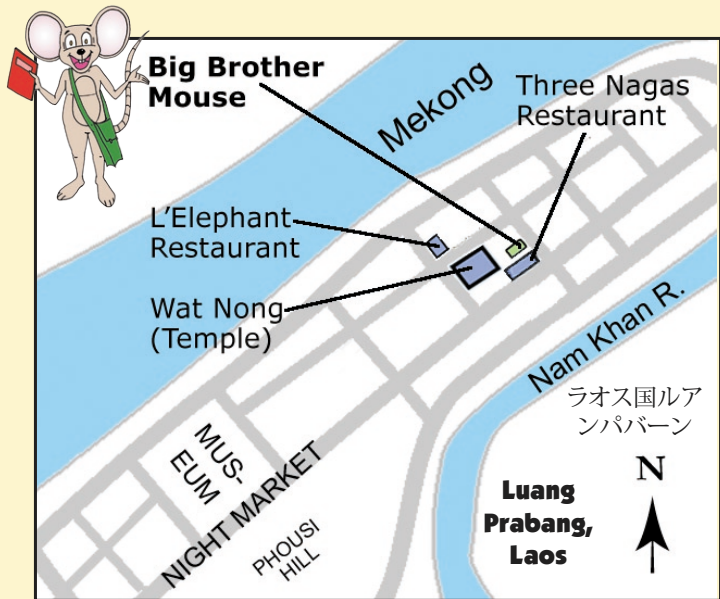 Big Brother
Mouse
Mekong
Three Nagas
Restaurant
L'Elephant
Restaurant
Wat Nong
(Temple)
Nam Khan R.
ラオス国ルア
ンパバーン
MUS-
EUM
NIGHT MARKET
PHOUSI
HILL
Luang
Prabang,
Laos
N